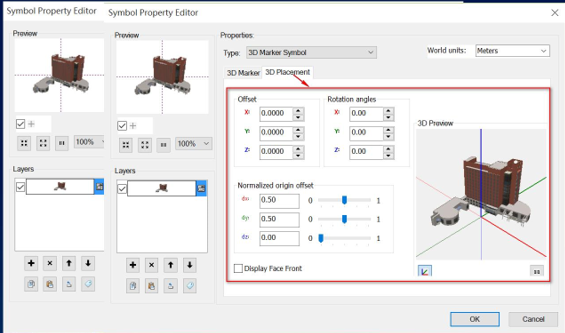 Symbol Property Editor
Symbol Property Editor
Preview
100%
Layers
Preview
100%
Layers
Properties:
Type: 3D Marker Symbol
World units: Meters
3D Marker
3D Placement
Offset
X: 0.0000
Y: 0.0000
Z: 0.0000
Rotation angles
X: 0.00
Y: 0.00
Z: 0.00
3D Preview
Normalized origin offset
dx: 0.50 0 1
dy: 0.50 0 1
dz: 0.00 0 1
Display Face Front
OK
Cancel